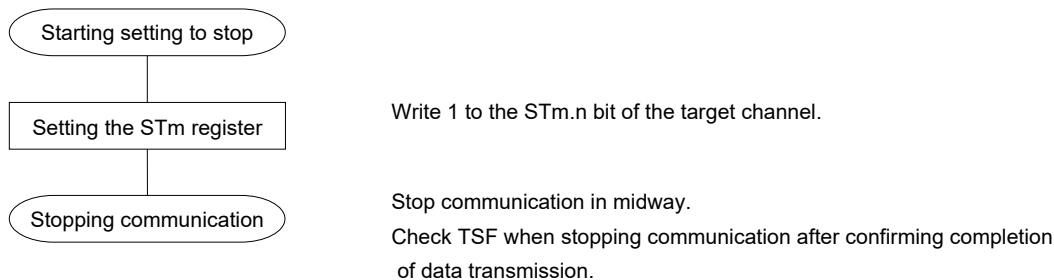 Starting setting to stop
Setting the STm register
Write 1 to the STm.n bit of the target channel.
Stopping communication
Stop communication in midway.
Check TSF when stopping communication after confirming completion
of data transmission.